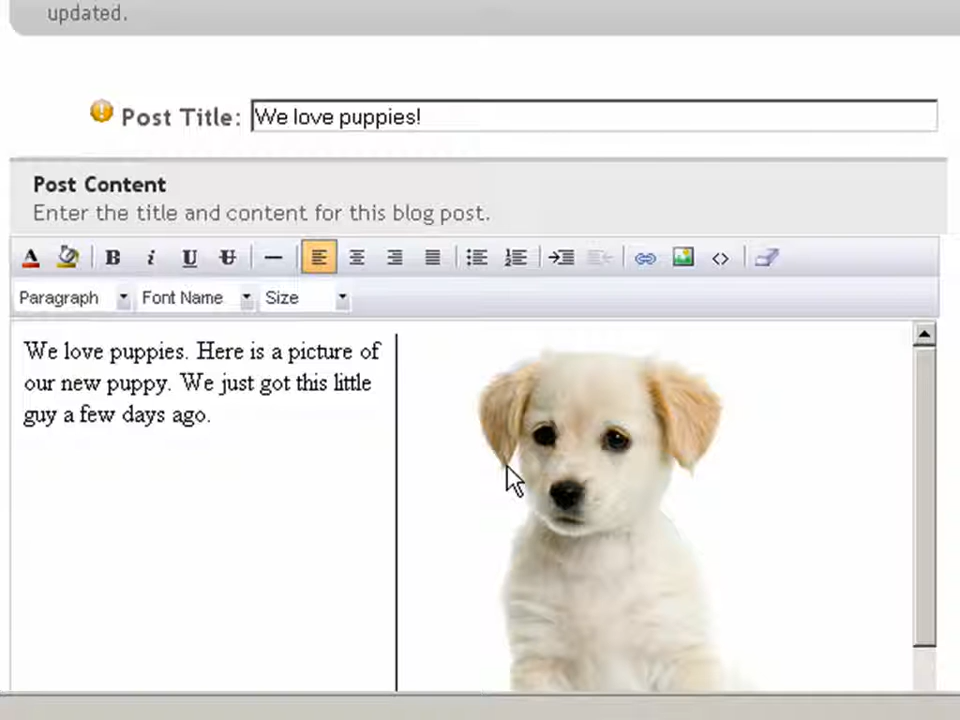 updated.
Post Title: We love puppies!
Post Content
Enter the title and content for this blog post.
A B i U U
Paragraph Font Name Size
We love puppies. Here is a picture of
our new puppy. We just got this little
guy a few days ago.